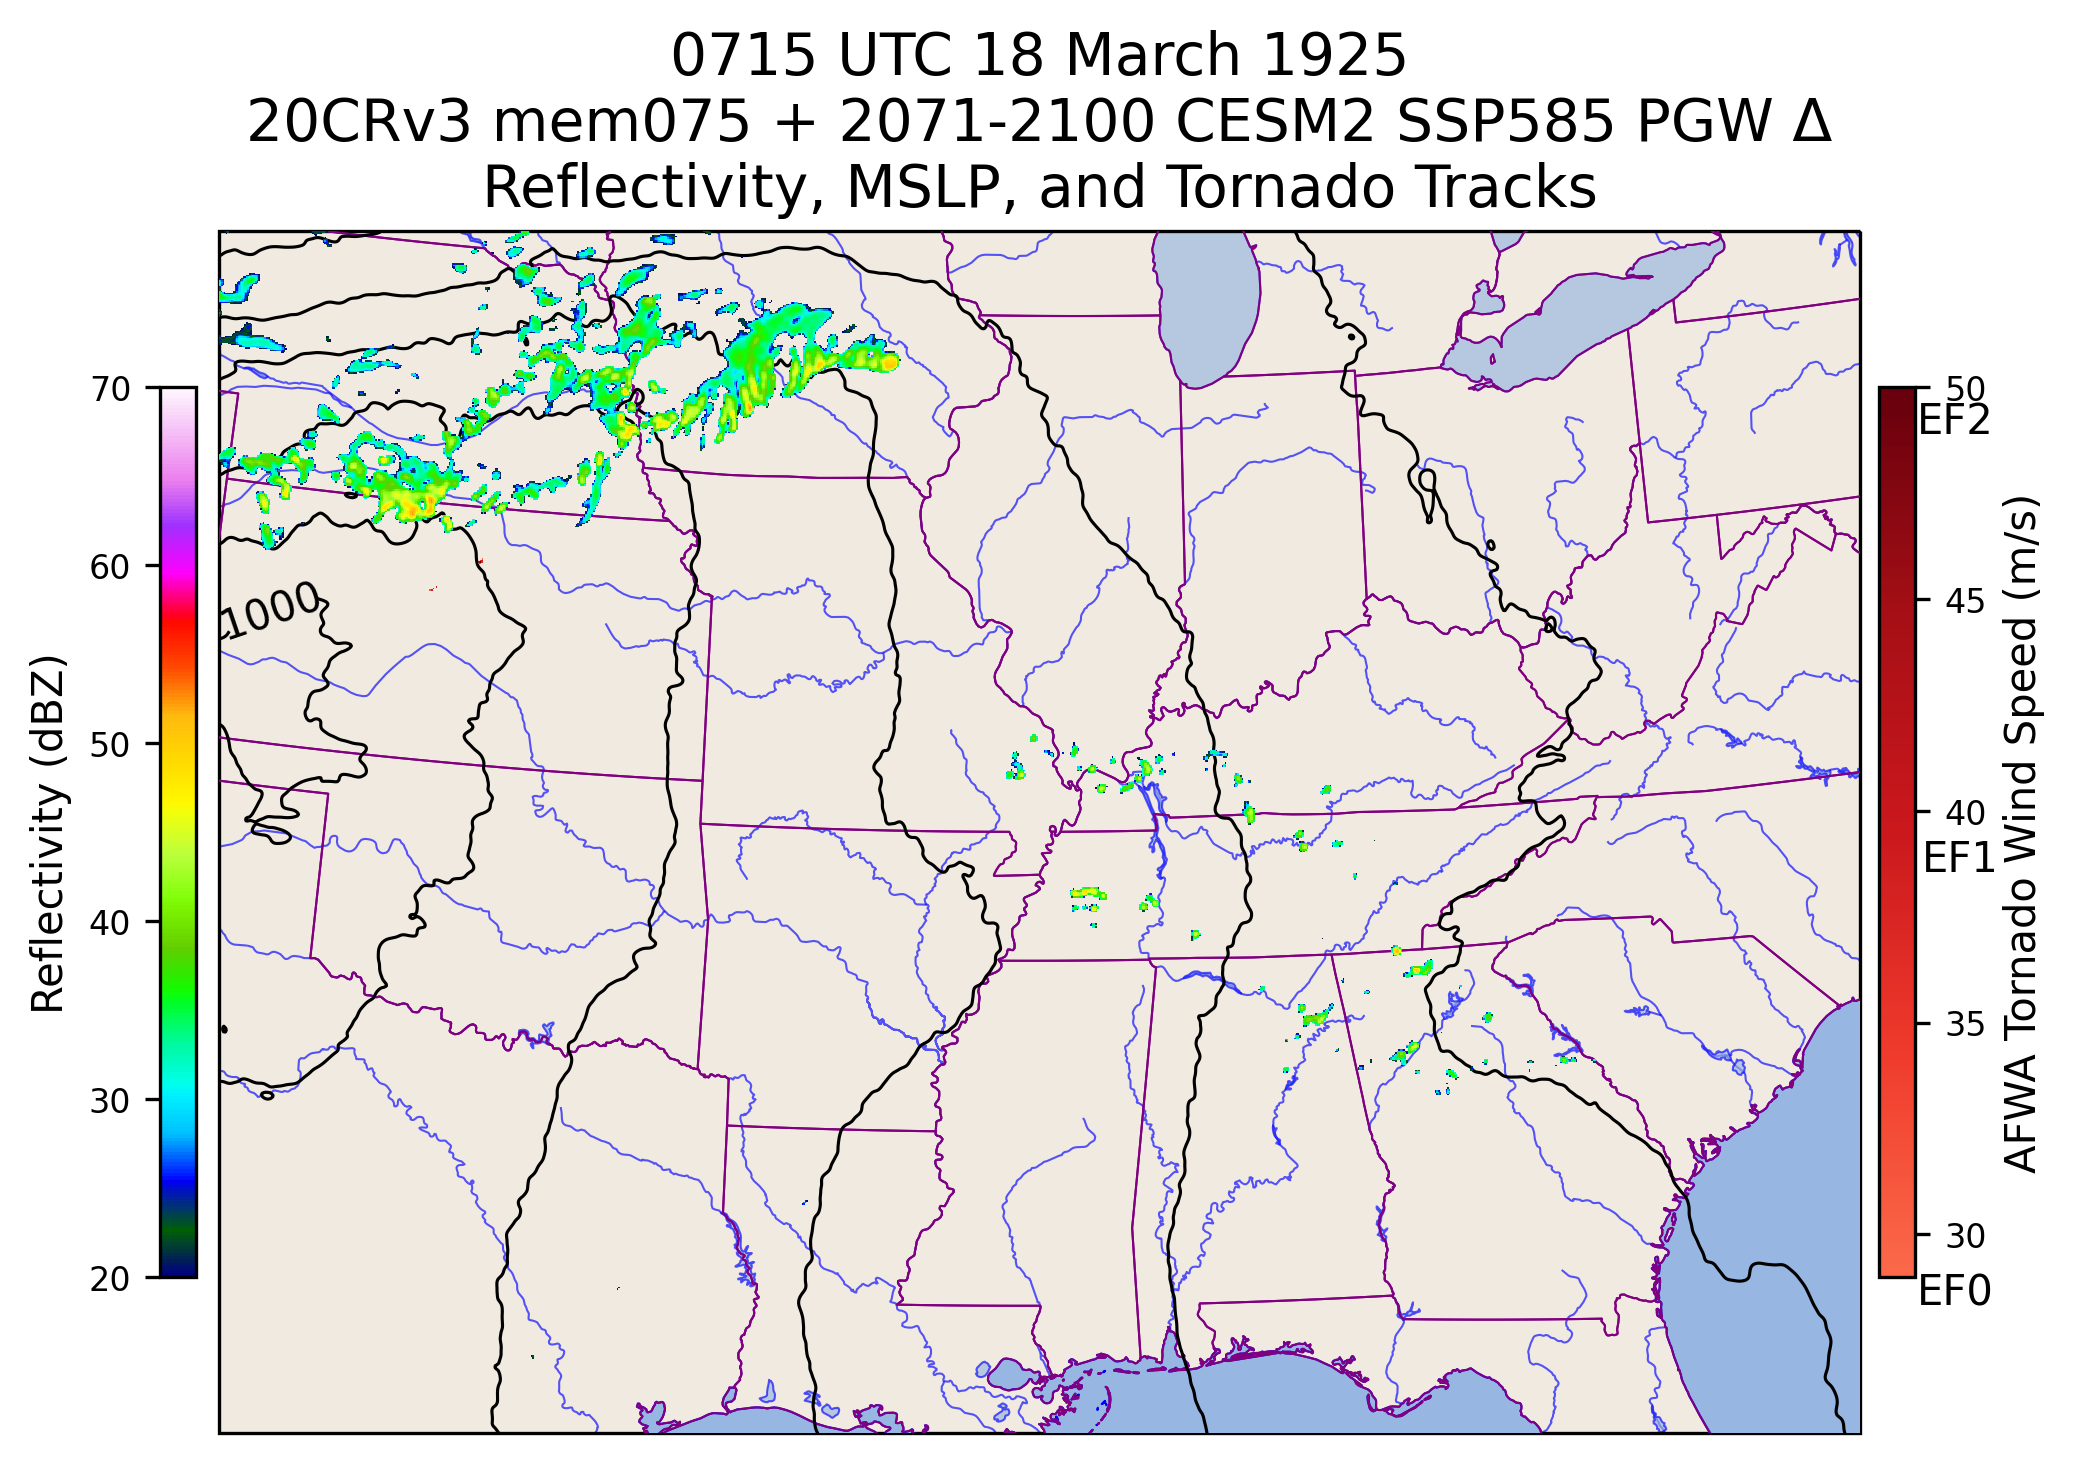 0715 UTC 18 March 1925
20CRv3 mem075 + 2071-2100 CESM2 SSP585 PGW Δ
Reflectivity, MSLP, and Tornado Tracks
70
60
50
40
30
20
Reflectivity (dBZ)
1000
50
EF2
45
40
EF1
35
30
EF0
AFWA Tornado Wind Speed (m/s)